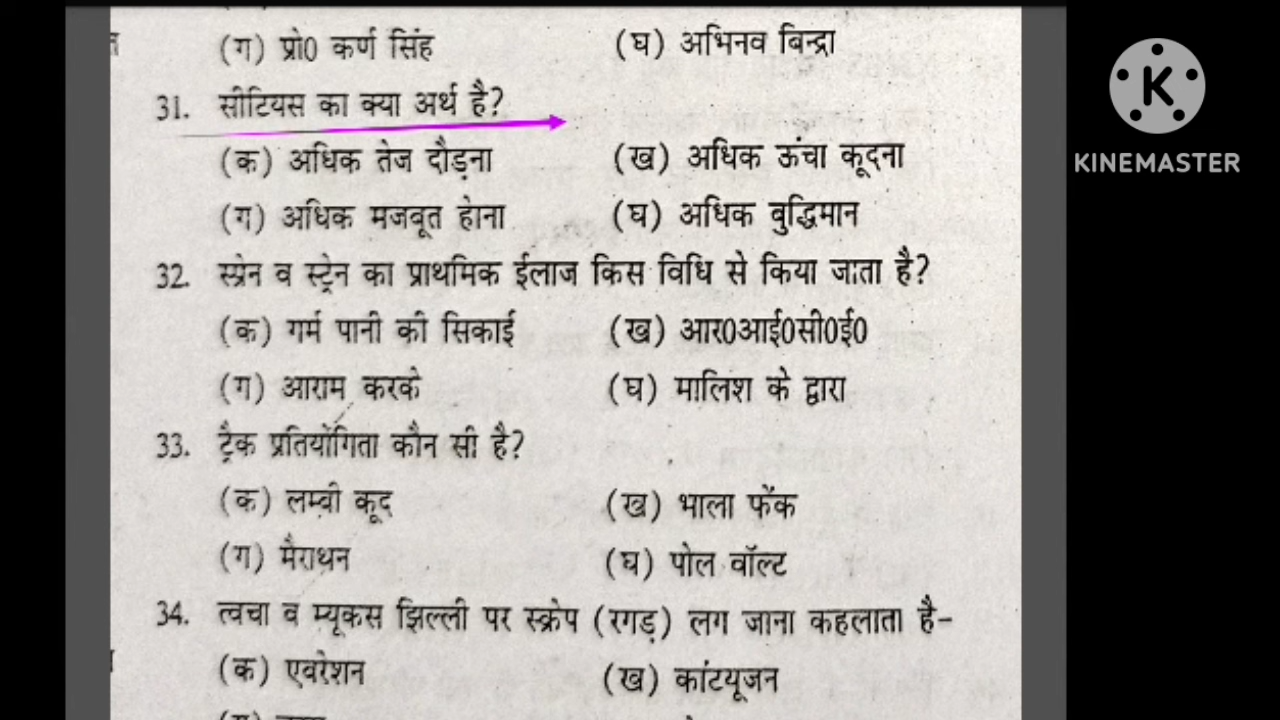 (ग) प्रो0 कर्ण सिंह (घ) अभिनव बिन्द्रा
31. सीटियस का क्या अर्थ है?
(क) अधिक तेज दौड़ना (ख) अधिक ऊंचा कूदना
(ग) अधिक मजबूत होना (घ) अधिक बुद्धिमान
32. स्प्रेन व स्ट्रेन का प्राथमिक ईलाज किस विधि से किया जाता है?
(क) गर्म पानी की सिकाई (ख) आर0आई0सी0ई0
(ग) आराम करके (घ) मालिश के द्वारा
33. ट्रैक प्रतियोगिता कौन सी है?
(क) लम्बी कूद (ख) भाला फेंक
(ग) मैराथन (घ) पोल वॉल्ट
34. त्वचा व म्यूकस झिल्ली पर स्क्रेप (रगड़) लग जाना कहलाता है-
(क) एवरेशन (ख) कांटयूजन
K
KINEMASTER